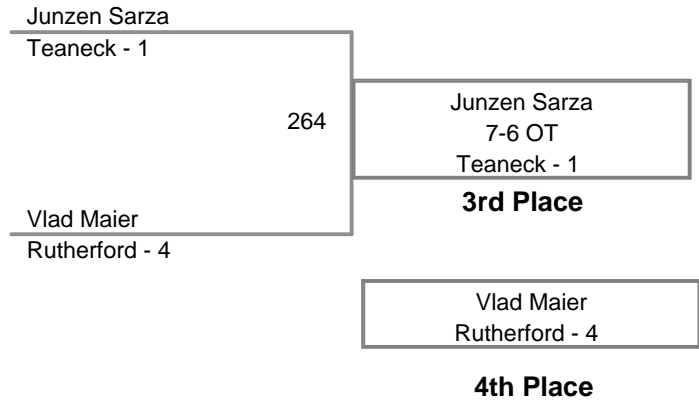 Junzen Sarza
Teaneck - 1
264
Junzen Sarza
7-6 OT
Teaneck - 1
3rd Place
Vlad Maier
Rutherford - 4
Vlad Maier
Rutherford - 4
4th Place